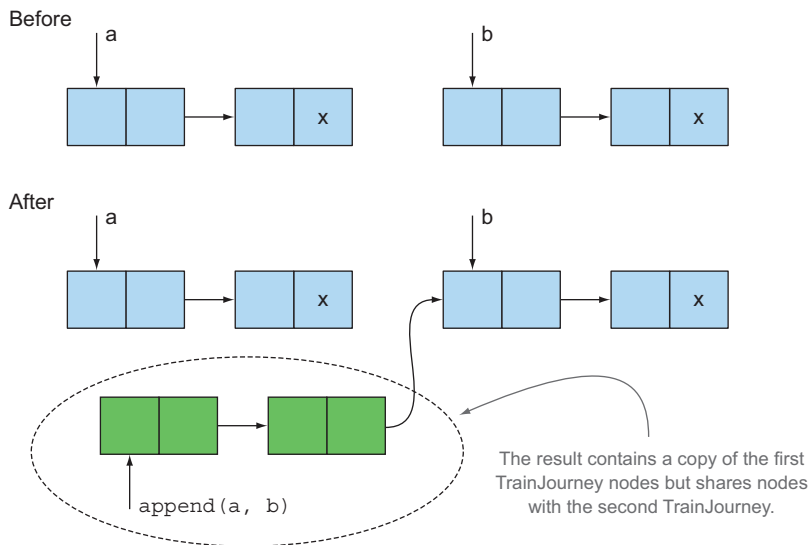 Before
a
b
x
x
After
a
b
x
x
append(a, b)
The result contains a copy of the first
TrainJourney nodes but shares nodes
with the second TrainJourney.